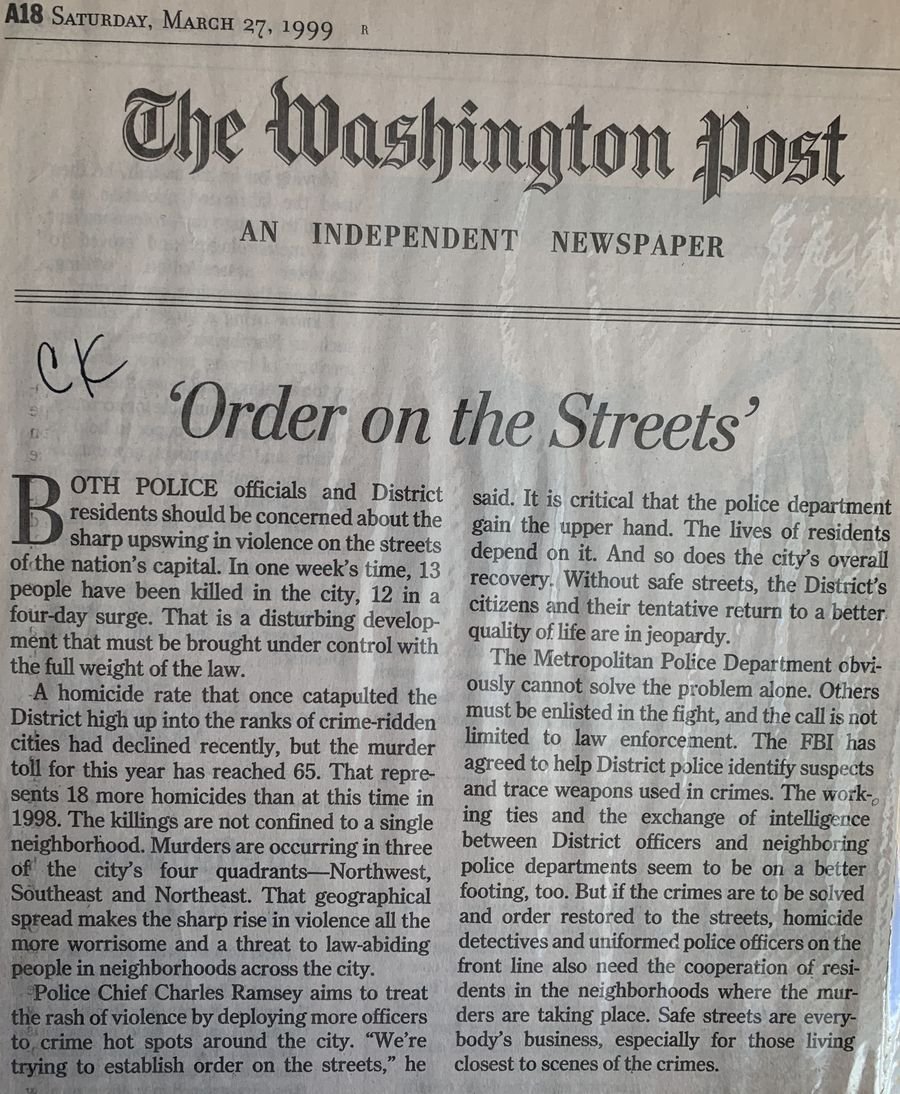 A18 SATURDAY, MARCH 27, 1999 R
The Washington Post
AN INDEPENDENT NEWSPAPER
CK
‘Order on the Streets’
BOTH POLICE officials and District
residents should be concerned about the
sharp upswing in violence on the streets
of the nation's capital. In one week's time, 13
people have been killed in the city, 12 in a
four-day surge. That is a disturbing develop-
ment that must be brought under control with
the full weight of the law.
A homicide rate that once catapulted the
District high up into the ranks of crime-ridden
cities had declined recently, but the murder
toll for this year has reached 65. That repre-
sents 18 more homicides than at this time in
1998. The killings are not confined to a single
neighborhood. Murders are occurring in three
of the city's four quadrants—Northwest,
Southeast and Northeast. That geographical
spread makes the sharp rise in violence all the
more worrisome and a threat to law-abiding
people in neighborhoods across the city.
Police Chief Charles Ramsey aims to treat
the rash of violence by deploying more officers
to crime hot spots around the city. “We're
trying to establish order on the streets,” he
said. It is critical that the police department
gain the upper hand. The lives of residents
depend on it. And so does the city's overall
recovery. Without safe streets, the District's
citizens and their tentative return to a better
quality of life are in jeopardy.
The Metropolitan Police Department obvi-
ously cannot solve the problem alone. Others
must be enlisted in the fight, and the call is not
limited to law enforcement. The FBI has
agreed to help District police identify suspects
and trace weapons used in crimes. The work-
ing ties and the exchange of intelligence
between District officers and neighboring
police departments seem to be on a better
footing, too. But if the crimes are to be solved
and order restored to the streets, homicide
detectives and uniformed police officers on the
front line also need the cooperation of resi-
dents in the neighborhoods where the mur-
ders are taking place. Safe streets are every-
body's business, especially for those living
closest to scenes of the crimes.